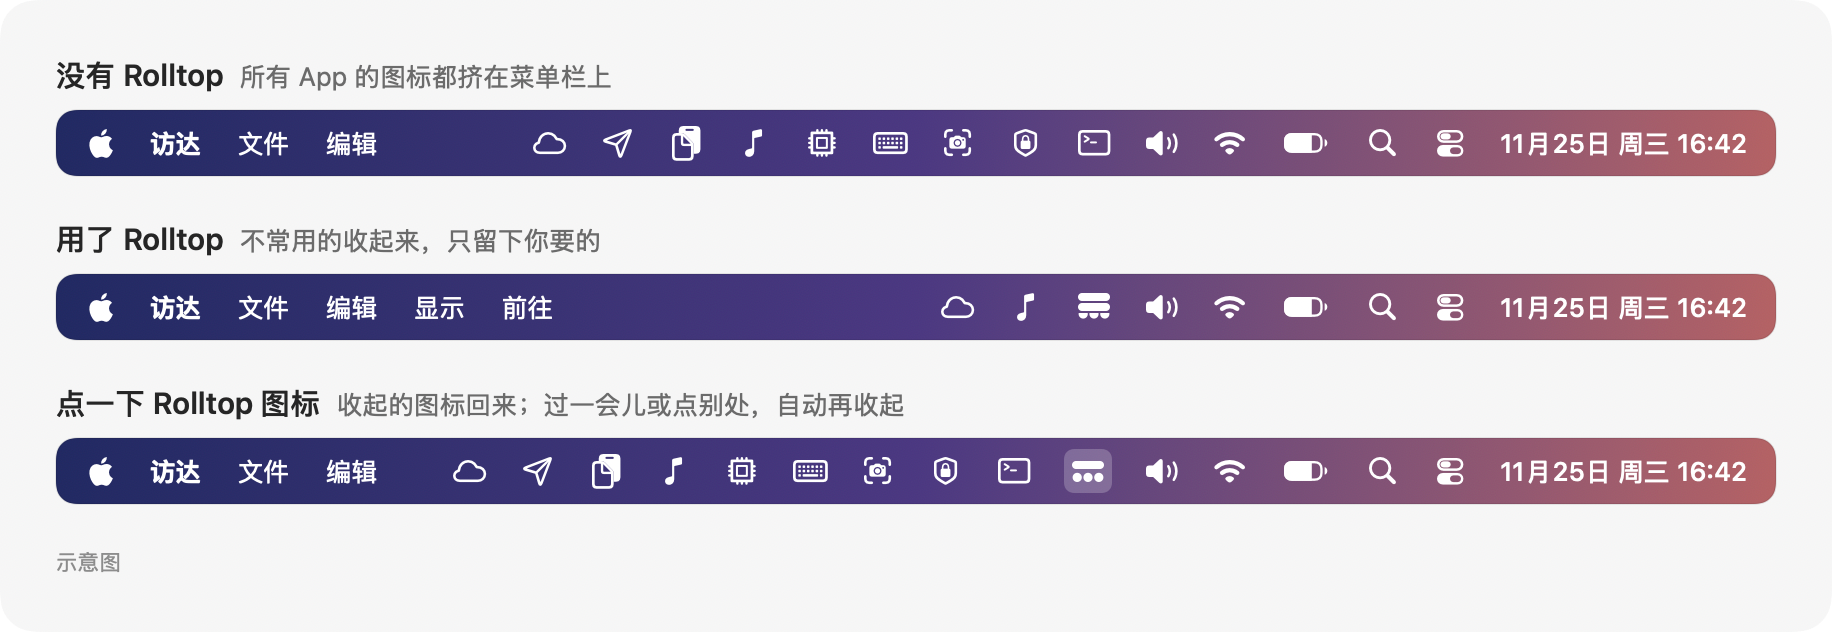 没有 Rolltop 所有 App 的图标都挤在菜单栏上
访达 文件 编辑 11月25日 周三 16:42
用了 Rolltop 不常用的收起来，只留下你要的
访达 文件 编辑 显示 前往 11月25日 周三 16:42
点一下 Rolltop 图标 收起的图标回来；过一会儿或点别处，自动再收起
访达 文件 编辑 11月25日 周三 16:42
示意图